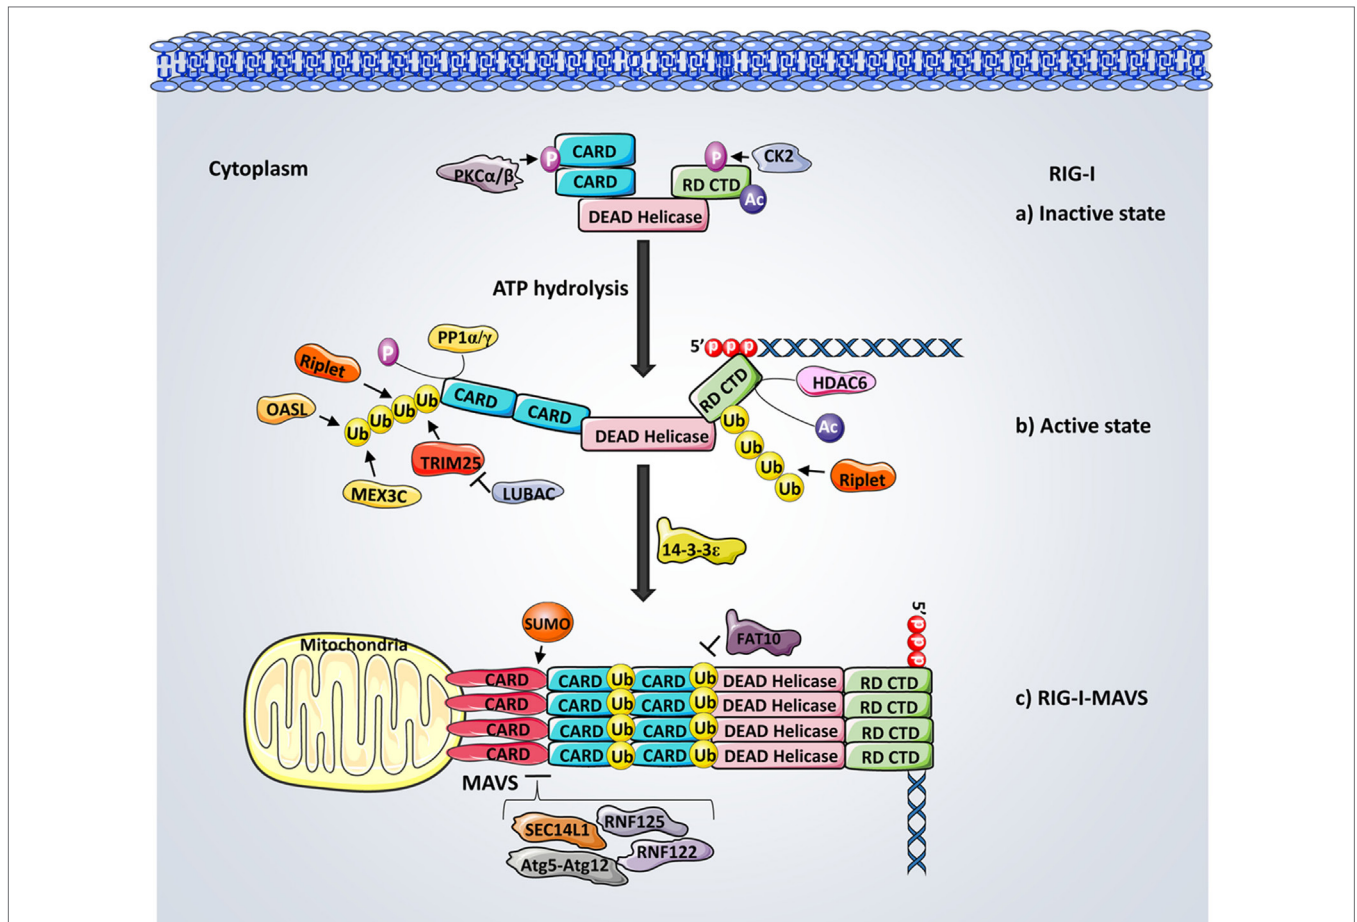 Cytoplasm
PKCα/β
P
CARD
CARD
P
CK2
RD CTD
Ac
DEAD Helicase
RIG-I
a) Inactive state
ATP hydrolysis
PP1α/γ
P
Riplet
OASL
Ub
Ub
Ub
Ub
CARD
CARD
TRIM25
MEX3C
LUBAC
DEAD Helicase
5'
P
P
P
RD CTD
HDAC6
Ac
Ub
Ub
Ub
Ub
Riplet
b) Active state
14-3-3ε
SUMO
FAT10
5'
P
P
P
Mitochondria
CARD CARD Ub CARD Ub DEAD Helicase RD CTD
CARD CARD Ub CARD Ub DEAD Helicase RD CTD
CARD CARD Ub CARD Ub DEAD Helicase RD CTD
CARD CARD Ub CARD Ub DEAD Helicase RD CTD
c) RIG-I-MAVS
MAVS
SEC14L1
RNF125
Atg5-Atg12
RNF122